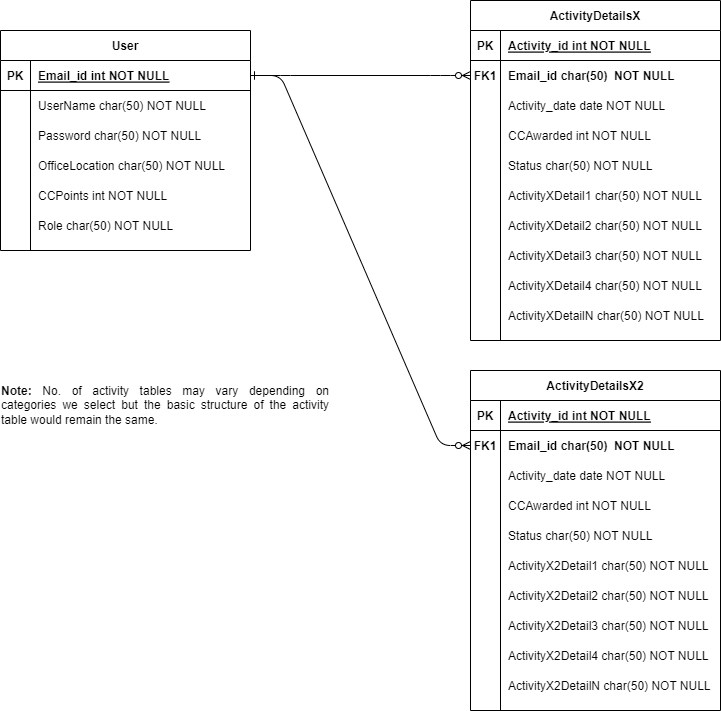 User
PK Email_id int NOT NULL
UserName char(50) NOT NULL
Password char(50) NOT NULL
OfficeLocation char(50) NOT NULL
CCPoints int NOT NULL
Role char(50) NOT NULL
Note: No. of activity tables may vary depending on
categories we select but the basic structure of the activity
table would remain the same.
ActivityDetailsX
PK Activity_id int NOT NULL
FK1 Email_id char(50) NOT NULL
Activity_date date NOT NULL
CCAwarded int NOT NULL
Status char(50) NOT NULL
ActivityXDetail1 char(50) NOT NULL
ActivityXDetail2 char(50) NOT NULL
ActivityXDetail3 char(50) NOT NULL
ActivityXDetail4 char(50) NOT NULL
ActivityXDetailN char(50) NOT NULL
ActivityDetailsX2
PK Activity_id int NOT NULL
FK1 Email_id char(50) NOT NULL
Activity_date date NOT NULL
CCAwarded int NOT NULL
Status char(50) NOT NULL
ActivityX2Detail1 char(50) NOT NULL
ActivityX2Detail2 char(50) NOT NULL
ActivityX2Detail3 char(50) NOT NULL
ActivityX2Detail4 char(50) NOT NULL
ActivityX2DetailN char(50) NOT NULL